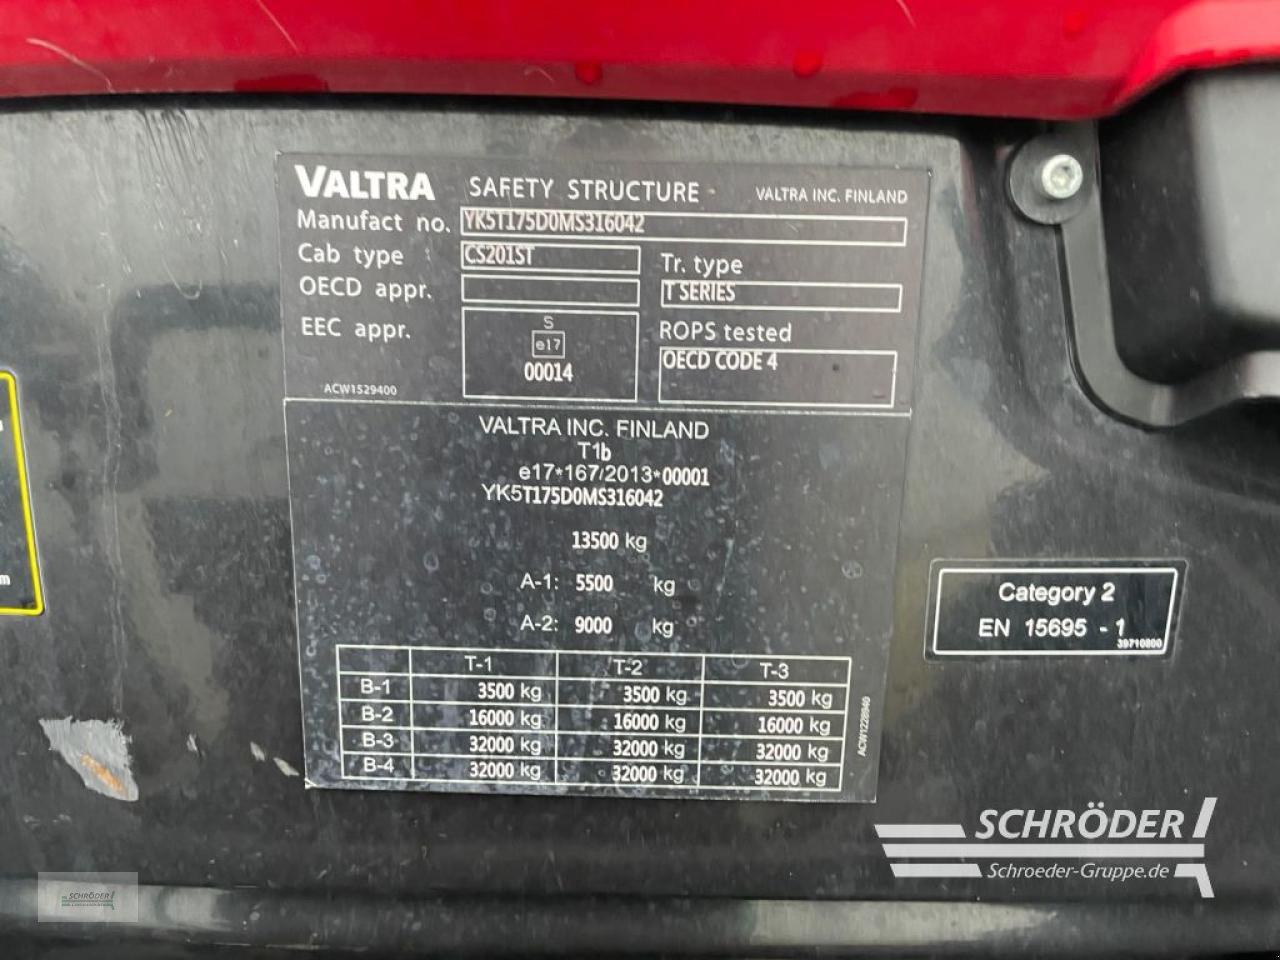 VALTRA SAFETY STRUCTURE VALTRA INC. FINLAND
Manufact no. YK5T175D0MS316042
Cab type : CS201ST
Tr. type
OECD appr.
T SERIES
EEC appr.
S
e17
00014
ROPS tested
OECD CODE 4
ACW1529400
VALTRA INC. FINLAND
T1b
e17*167/2013*00001
YK5T175D0MS316042
13500 kg
A-1: 5500 kg
A-2: 9000 kg
T-1 T-2 T-3
B-1 3500 kg 3500 kg 3500 kg
B-2 16000 kg 16000 kg 16000 kg
B-3 32000 kg 32000 kg 32000 kg
B-4 32000 kg 32000 kg 32000 kg
ACW1228940
Category 2
EN 15695 - 1
39710800
m
SCHRÖDER
Schroeder-Gruppe.de
SCHRÖDER